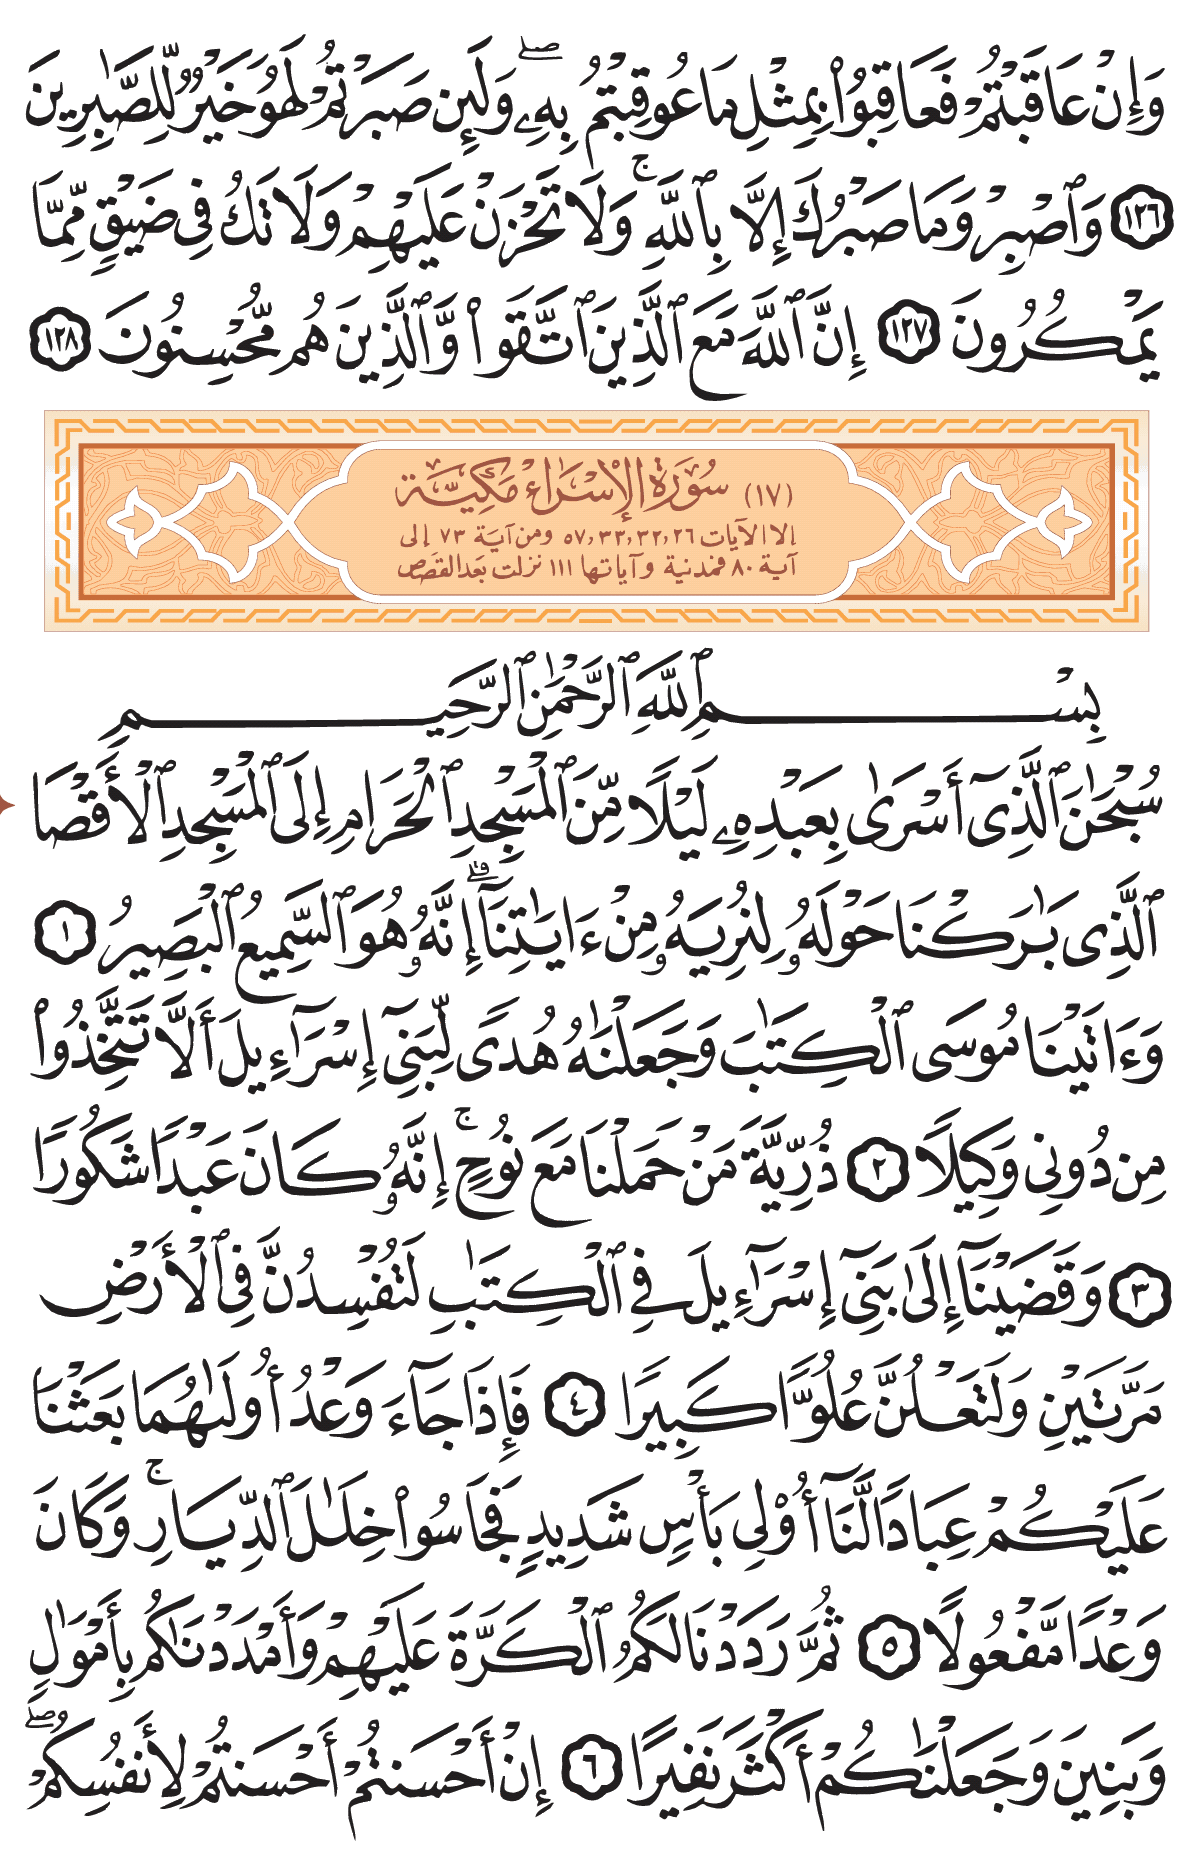 وَإِنْ عَاقَبْتُمْ فَعَاقِبُوا۟ بِمِثْلِ مَا عُوقِبْتُم بِهِۦ ۖ وَلَئِن صَبَرْتُمْ لَهُوَ خَيْرٌ لِّلصَّـٰبِرِينَ
١٢٦ وَٱصْبِرْ وَمَا صَبْرُكَ إِلَّا بِٱللَّهِ ۚ وَلَا تَحْزَنْ عَلَيْهِمْ وَلَا تَكُ فِى ضَيْقٍ مِّمَّا
يَمْكُرُونَ ١٢٧ إِنَّ ٱللَّهَ مَعَ ٱلَّذِينَ ٱتَّقَوا۟ وَّٱلَّذِينَ هُم مُّحْسِنُونَ ١٢٨
(١٧) سُورَةُ الإِسْرَاءِ مَكِّيَّة
إلا الآيات ٢٦,٣٢,٣٣,٥٧ ومن آية ٧٣ إلى
آية ٨٠ فمدنية وآياتها ١١١ نزلت بعد القصص
بِسْمِ ٱللَّهِ ٱلرَّحْمَـٰنِ ٱلرَّحِيمِ
سُبْحَـٰنَ ٱلَّذِىٓ أَسْرَىٰ بِعَبْدِهِۦ لَيْلًا مِّنَ ٱلْمَسْجِدِ ٱلْحَرَامِ إِلَى ٱلْمَسْجِدِ ٱلْأَقْصَا
ٱلَّذِى بَـٰرَكْنَا حَوْلَهُۥ لِنُرِيَهُۥ مِنْ ءَايَـٰتِنَآ ۚ إِنَّهُۥ هُوَ ٱلسَّمِيعُ ٱلْبَصِيرُ ١
وَءَاتَيْنَا مُوسَى ٱلْكِتَـٰبَ وَجَعَلْنَـٰهُ هُدًى لِّبَنِىٓ إِسْرَٰٓءِيلَ أَلَّا تَتَّخِذُوا۟
مِن دُونِى وَكِيلًا ٢ ذُرِّيَّةَ مَنْ حَمَلْنَا مَعَ نُوحٍ ۚ إِنَّهُۥ كَانَ عَبْدًا شَكُورًا
٣ وَقَضَيْنَآ إِلَىٰ بَنِىٓ إِسْرَٰٓءِيلَ فِى ٱلْكِتَـٰبِ لَتُفْسِدُنَّ فِى ٱلْأَرْضِ
مَرَّتَيْنِ وَلَتَعْلُنَّ عُلُوًّا كَبِيرًا ٤ فَإِذَا جَآءَ وَعْدُ أُولَىٰهُمَا بَعَثْنَا
عَلَيْكُمْ عِبَادًا لَّنَآ أُو۟لِى بَأْسٍ شَدِيدٍ فَجَاسُوا۟ خِلَـٰلَ ٱلدِّيَارِ ۚ وَكَانَ
وَعْدًا مَّفْعُولًا ٥ ثُمَّ رَدَدْنَا لَكُمُ ٱلْكَرَّةَ عَلَيْهِمْ وَأَمْدَدْنَـٰكُم بِأَمْوَٰلٍ
وَبَنِينَ وَجَعَلْنَـٰكُمْ أَكْثَرَ نَفِيرًا ٦ إِنْ أَحْسَنتُمْ أَحْسَنتُمْ لِأَنفُسِكُمْ ۖ